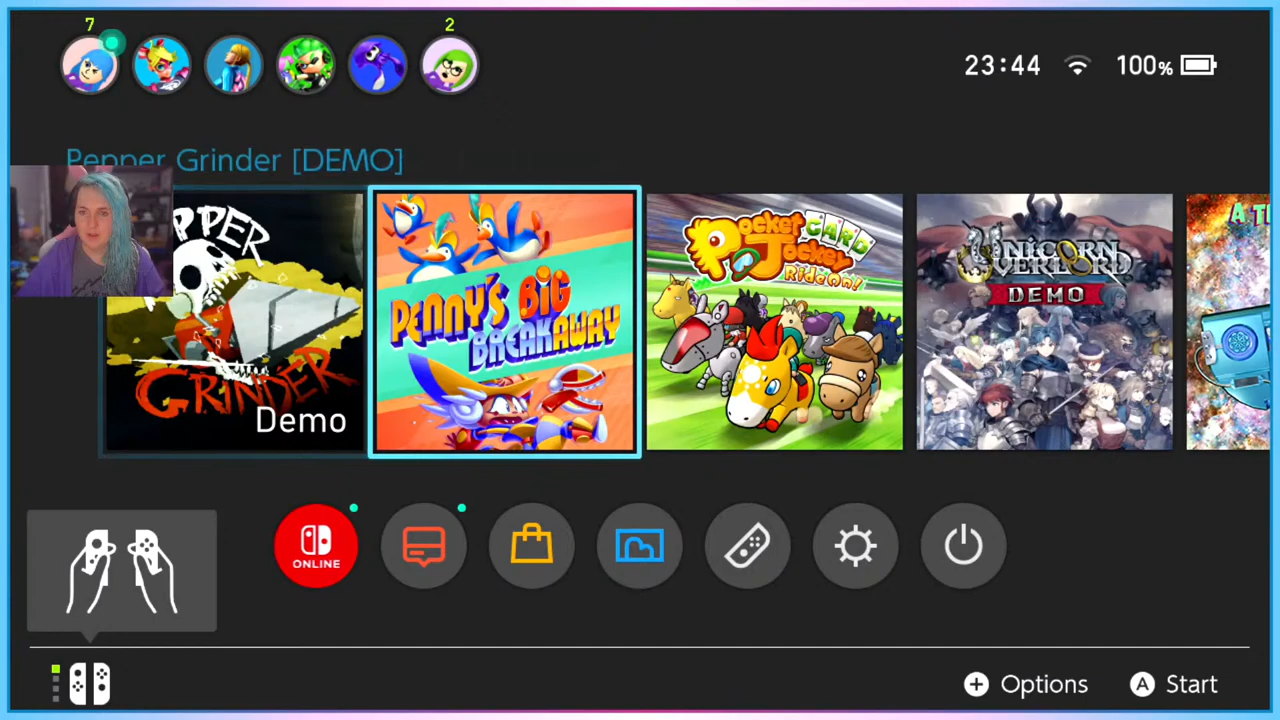 7
2
23:44
100%
Pepper Grinder [DEMO]
PPER
GRINDER
Demo
PENNY'S BIG
BREAKAWAY
Pocket CARD
Jockey
Ride On!
UNICORN
OVERLORD
DEMO
A T
ONLINE
+ Options
A Start